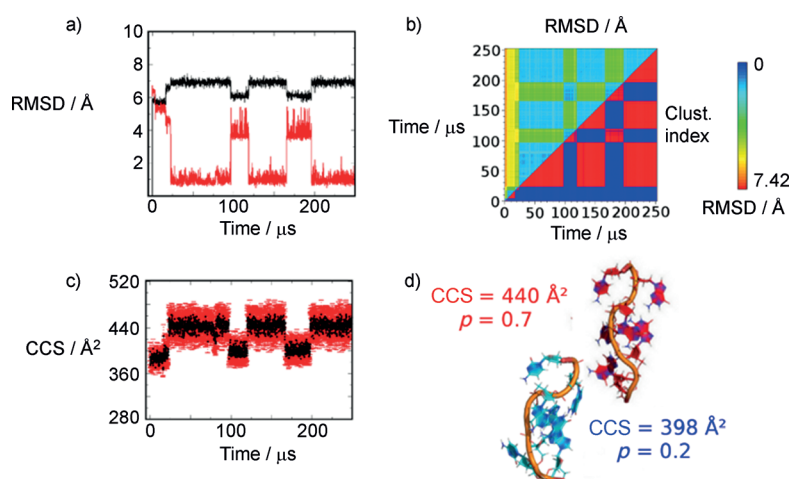 a)
10
8
6
4
2
RMSD / Å
0 100 200
Time / μs
b)
RMSD / Å
250
200
150
100
50
0
Time / μs
0 50 100 150 200 250
Time / μs
Clust.
index
0
7.42
RMSD / Å
c)
520
440
360
280
CCS / Å²
0 100 200
Time / μs
d)
CCS = 440 Å²
p = 0.7
CCS = 398 Å²
p = 0.2